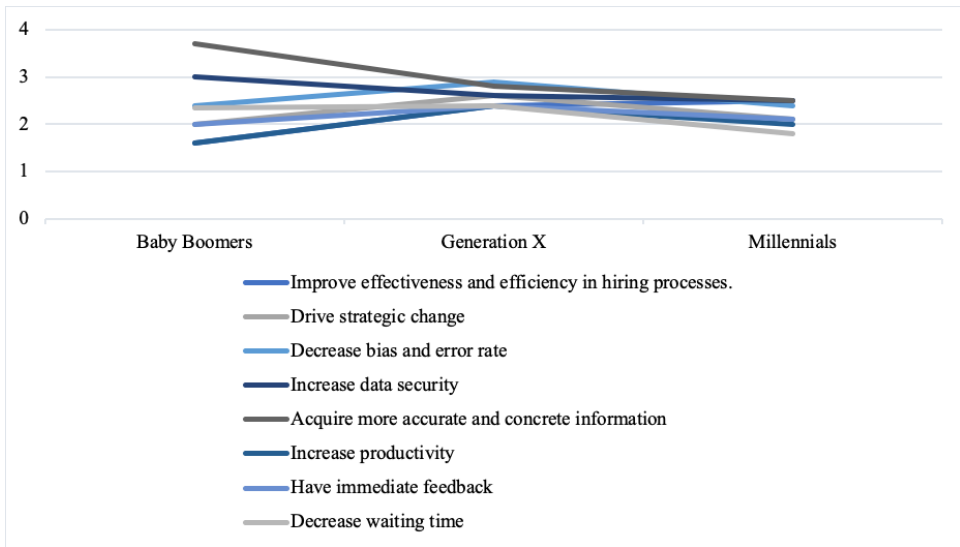 4
3
2
1
0
Baby Boomers Generation X Millennials
Improve effectiveness and efficiency in hiring processes.
Drive strategic change
Decrease bias and error rate
Increase data security
Acquire more accurate and concrete information
Increase productivity
Have immediate feedback
Decrease waiting time